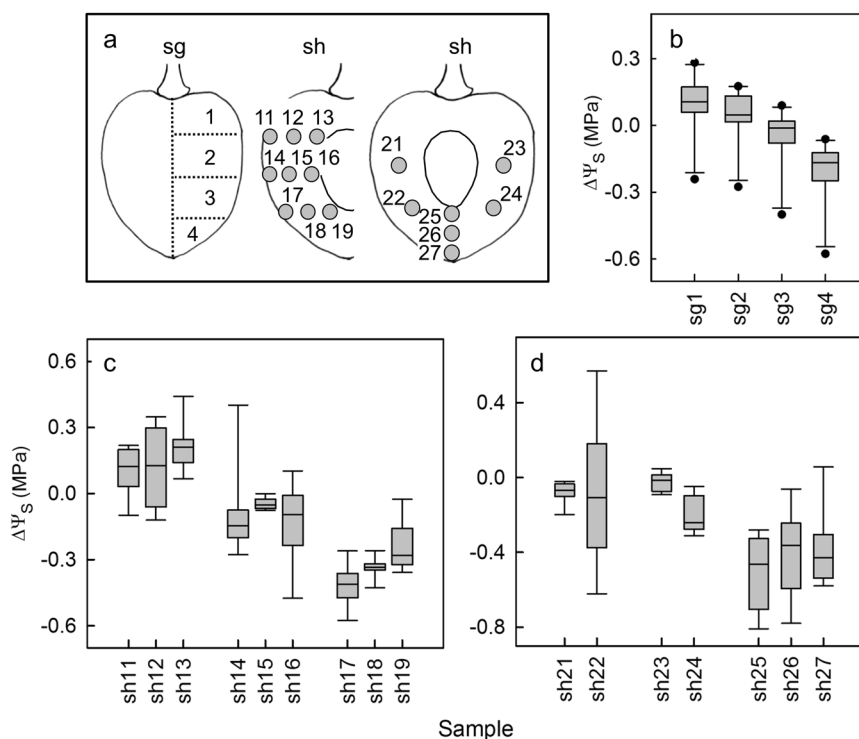 a
sg
sh
sh
1
2
3
4
11 12 13
14 15 16
17
18 19
21
22
23
24
25
26
27
b
ΔΨS (MPa)
0.3
0.0
-0.3
-0.6
sg1
sg2
sg3
sg4
c
ΔΨS (MPa)
0.6
0.3
0.0
-0.3
-0.6
sh11
sh12
sh13
sh14
sh15
sh16
sh17
sh18
sh19
d
0.4
0.0
-0.4
-0.8
sh21
sh22
sh23
sh24
sh25
sh26
sh27
Sample